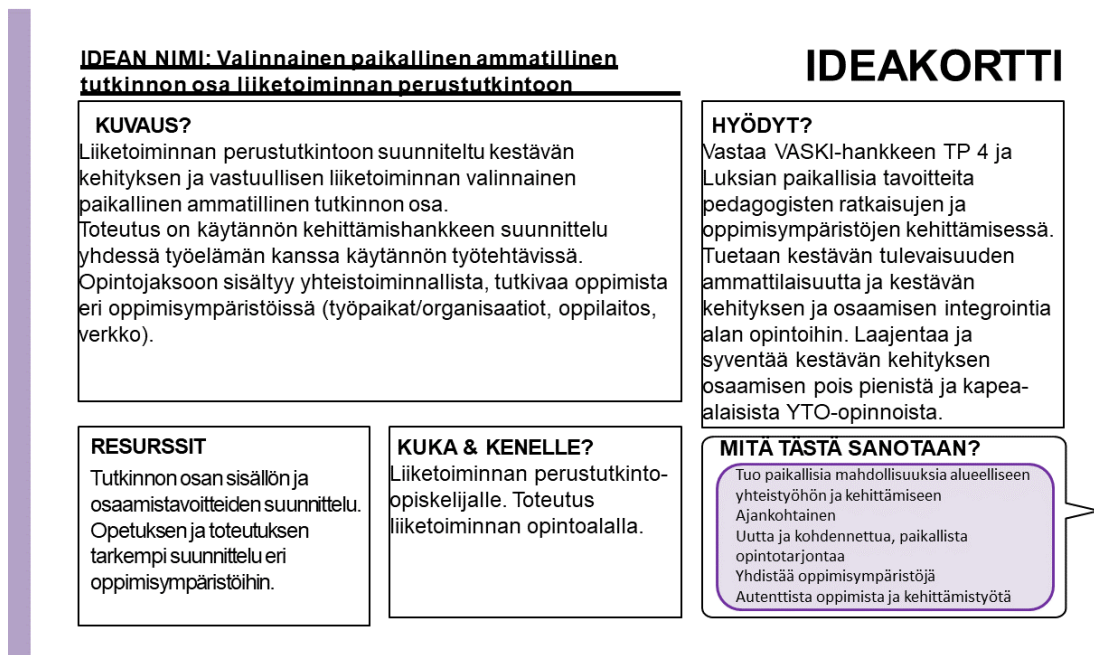 IDEAN NIMI: Valinnainen paikallinen ammatillinen
tutkinnon osa liiketoiminnan perustutkintoon
IDEAKORTTI
KUVAUS?
Liiketoiminnan perustutkintoon suunniteltu kestävän
kehityksen ja vastuullisen liiketoiminnan valinnainen
paikallinen ammatillinen tutkinnon osa.
Toteutus on käytännön kehittämishankkeen suunnittelu
yhdessä työelämän kanssa käytännön työtehtävissä.
Opintojaksoon sisältyy yhteistoiminnallista, tutkivaa oppimista
eri oppimisympäristöissä (työpaikat/organisaatiot, oppilaitos,
verkko).
HYÖDYT?
Vastaa VASKI-hankkeen TP 4 ja
Luksian paikallisia tavoitteita
pedagogisten ratkaisujen ja
oppimisympäristöjen kehittämisessä.
Tuetaan kestävän tulevaisuuden
ammattilaisuutta ja kestävän
kehityksen ja osaamisen integrointia
alan opintoihin. Laajentaa ja
syventää kestävän kehityksen
osaamisen pois pienistä ja kapea-
alaisista YTO-opinnoista.
RESURSSIT
Tutkinnon osan sisällön ja
osaamistavoitteiden suunnittelu.
Opetuksen ja toteutuksen
tarkempi suunnittelu eri
oppimisympäristöihin.
KUKA & KENELLE?
Liiketoiminnan perustutkinto-
opiskelijalle. Toteutus
liiketoiminnan opintoalalla.
MITÄ TÄSTÄ SANOTAAN?
Tuo paikallisia mahdollisuuksia alueelliseen
yhteistyöhön ja kehittämiseen
Ajankohtainen
Uutta ja kohdennettua, paikallista
opintotarjontaa
Yhdistää oppimisympäristöjä
Autenttista oppimista ja kehittämistyötä